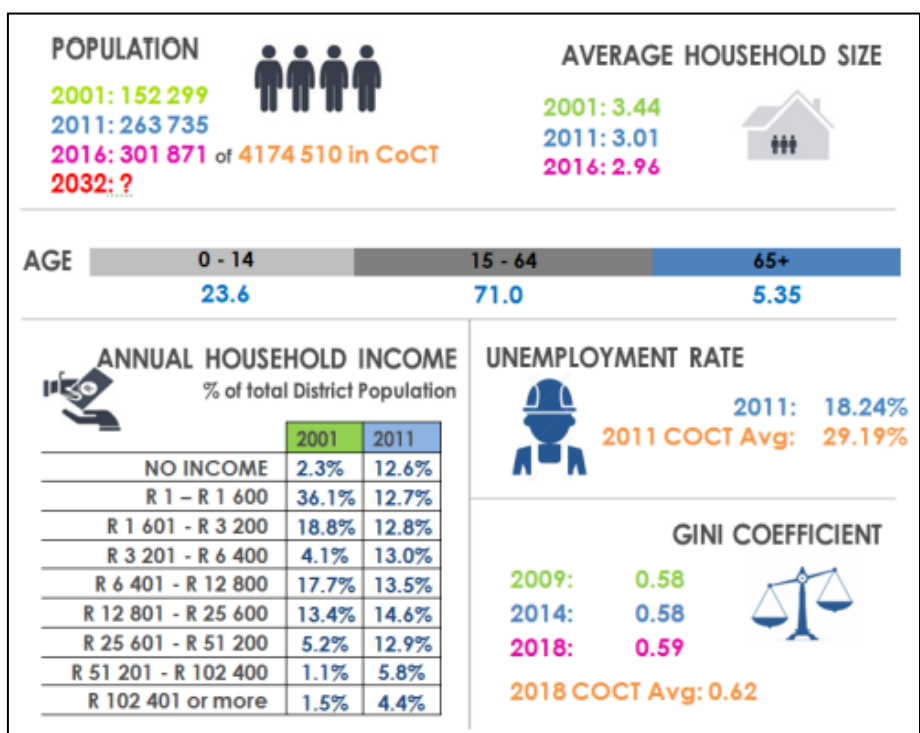 POPULATION
2001: 152 299
2011: 263 735
2016: 301 871 of 4174 510 in CoCT
2032: ?
AVERAGE HOUSEHOLD SIZE
2001: 3.44
2011: 3.01
2016: 2.96
AGE 0 - 14 15 - 64 65+
23.6 71.0 5.35
ANNUAL HOUSEHOLD INCOME
% of total District Population
2001 2011
NO INCOME 2.3% 12.6%
R 1 – R 1 600 36.1% 12.7%
R 1 601 - R 3 200 18.8% 12.8%
R 3 201 - R 6 400 4.1% 13.0%
R 6 401 - R 12 800 17.7% 13.5%
R 12 801 - R 25 600 13.4% 14.6%
R 25 601 - R 51 200 5.2% 12.9%
R 51 201 - R 102 400 1.1% 5.8%
R 102 401 or more 1.5% 4.4%
UNEMPLOYMENT RATE
2011: 18.24%
2011 COCT Avg: 29.19%
GINI COEFFICIENT
2009: 0.58
2014: 0.58
2018: 0.59
2018 COCT Avg: 0.62